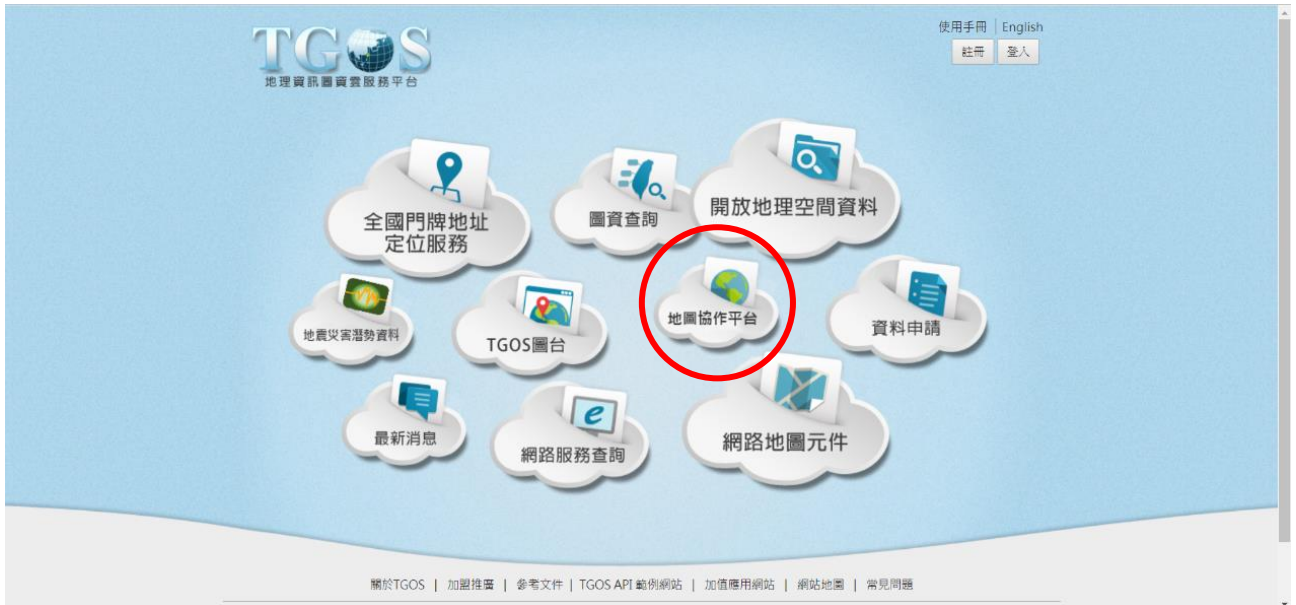 TGOS
地理資訊圖資雲服務平台
使用手冊 | English
註冊 登入
全國門牌地址
定位服務
圖資查詢
開放地理空間資料
地震災害潛勢資料
TGOS圖台
地圖協作平台
資料申請
最新消息
e
網路服務查詢
網路地圖元件
關於TGOS | 加盟推廣 | 參考文件 | TGOS API 範例網站 | 加值應用網站 | 網站地圖 | 常見問題